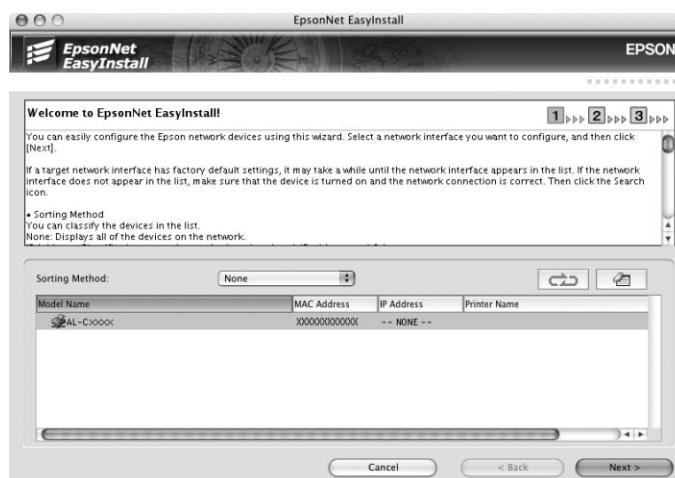 EpsonNet EasyInstall
EpsonNet
EasyInstall
EPSON
Welcome to EpsonNet EasyInstall!
1 2 3
You can easily configure the Epson network devices using this wizard. Select a network interface you want to configure, and then click
[Next].
If a target network interface has factory default settings, it may take a while until the network interface appears in the list. If the network
interface does not appear in the list, make sure that the device is turned on and the network connection is correct. Then click the Search
icon.
• Sorting Method
You can classify the devices in the list.
None: Displays all of the devices on the network.
Sorting Method: None
Model Name MAC Address IP Address Printer Name
AL-CXXXX XXXXXXXXXXXX -- NONE --
Cancel < Back Next >